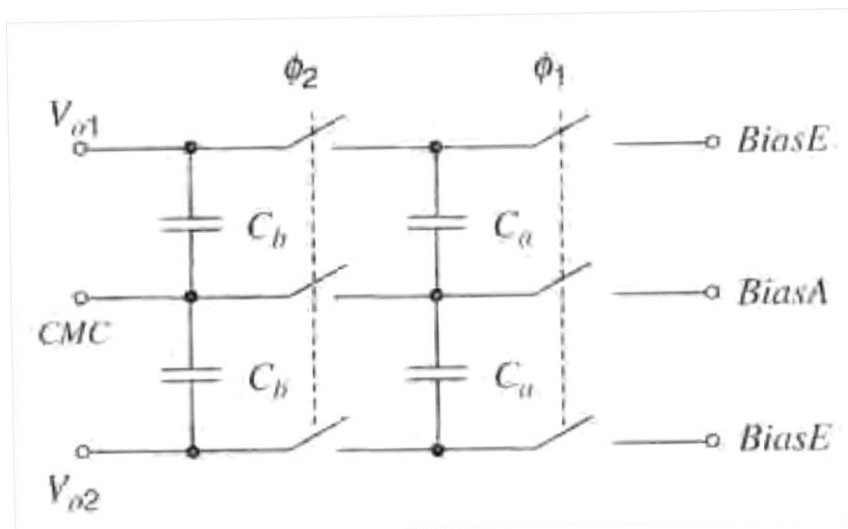 ϕ2 ϕ1
Vo1 BiasE
Cb Ca
CMC BiasA
Cb Ca
Vo2 BiasE